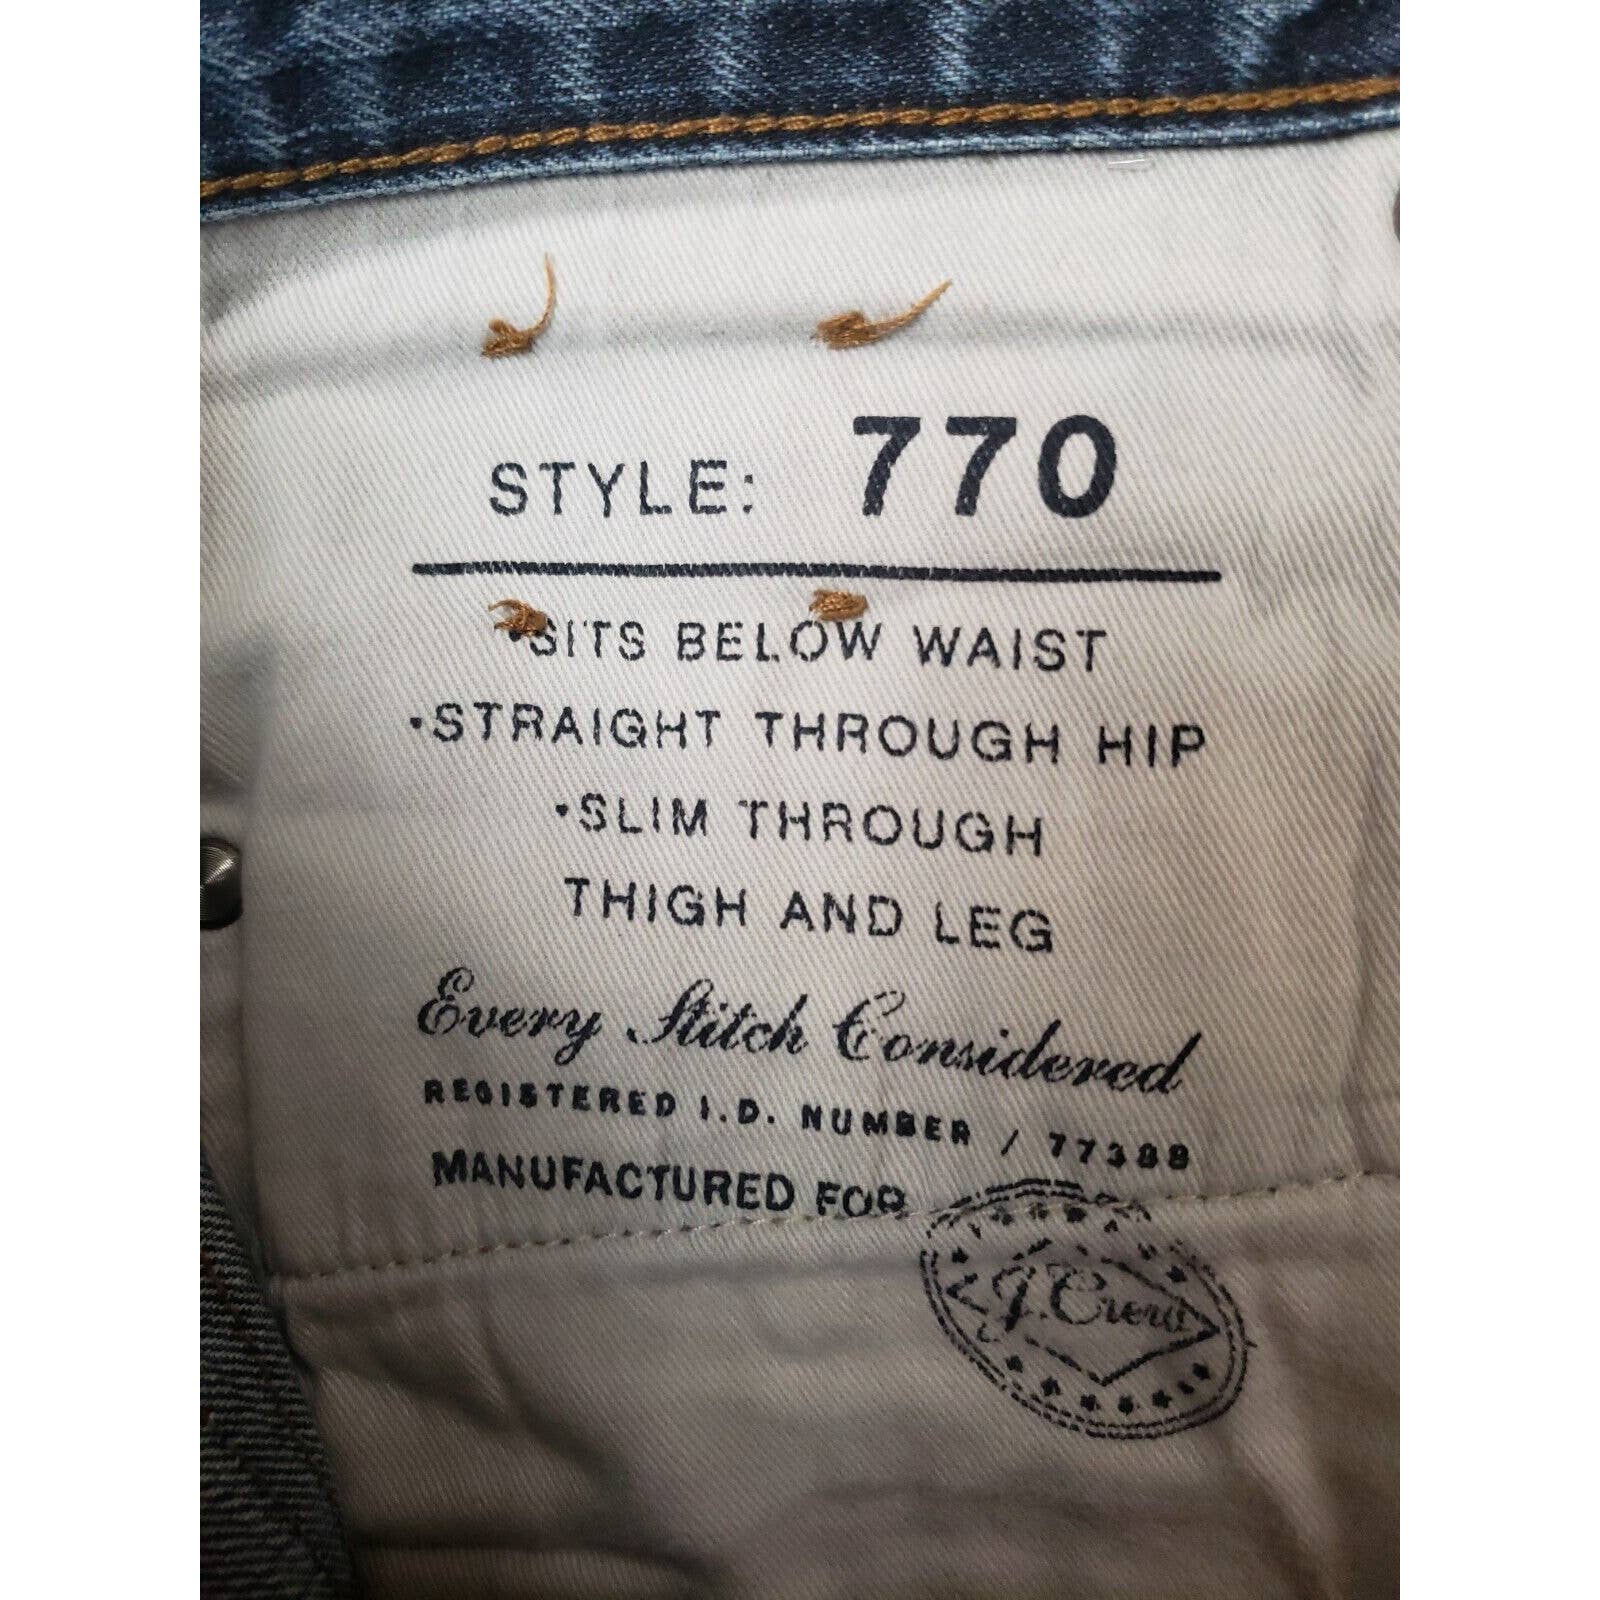 STYLE: 770
•SITS BELOW WAIST
•STRAIGHT THROUGH HIP
•SLIM THROUGH
THIGH AND LEG
Every Stitch Considered
REGISTERED I.D. NUMBER / 77388
MANUFACTURED FOR
J.Crew